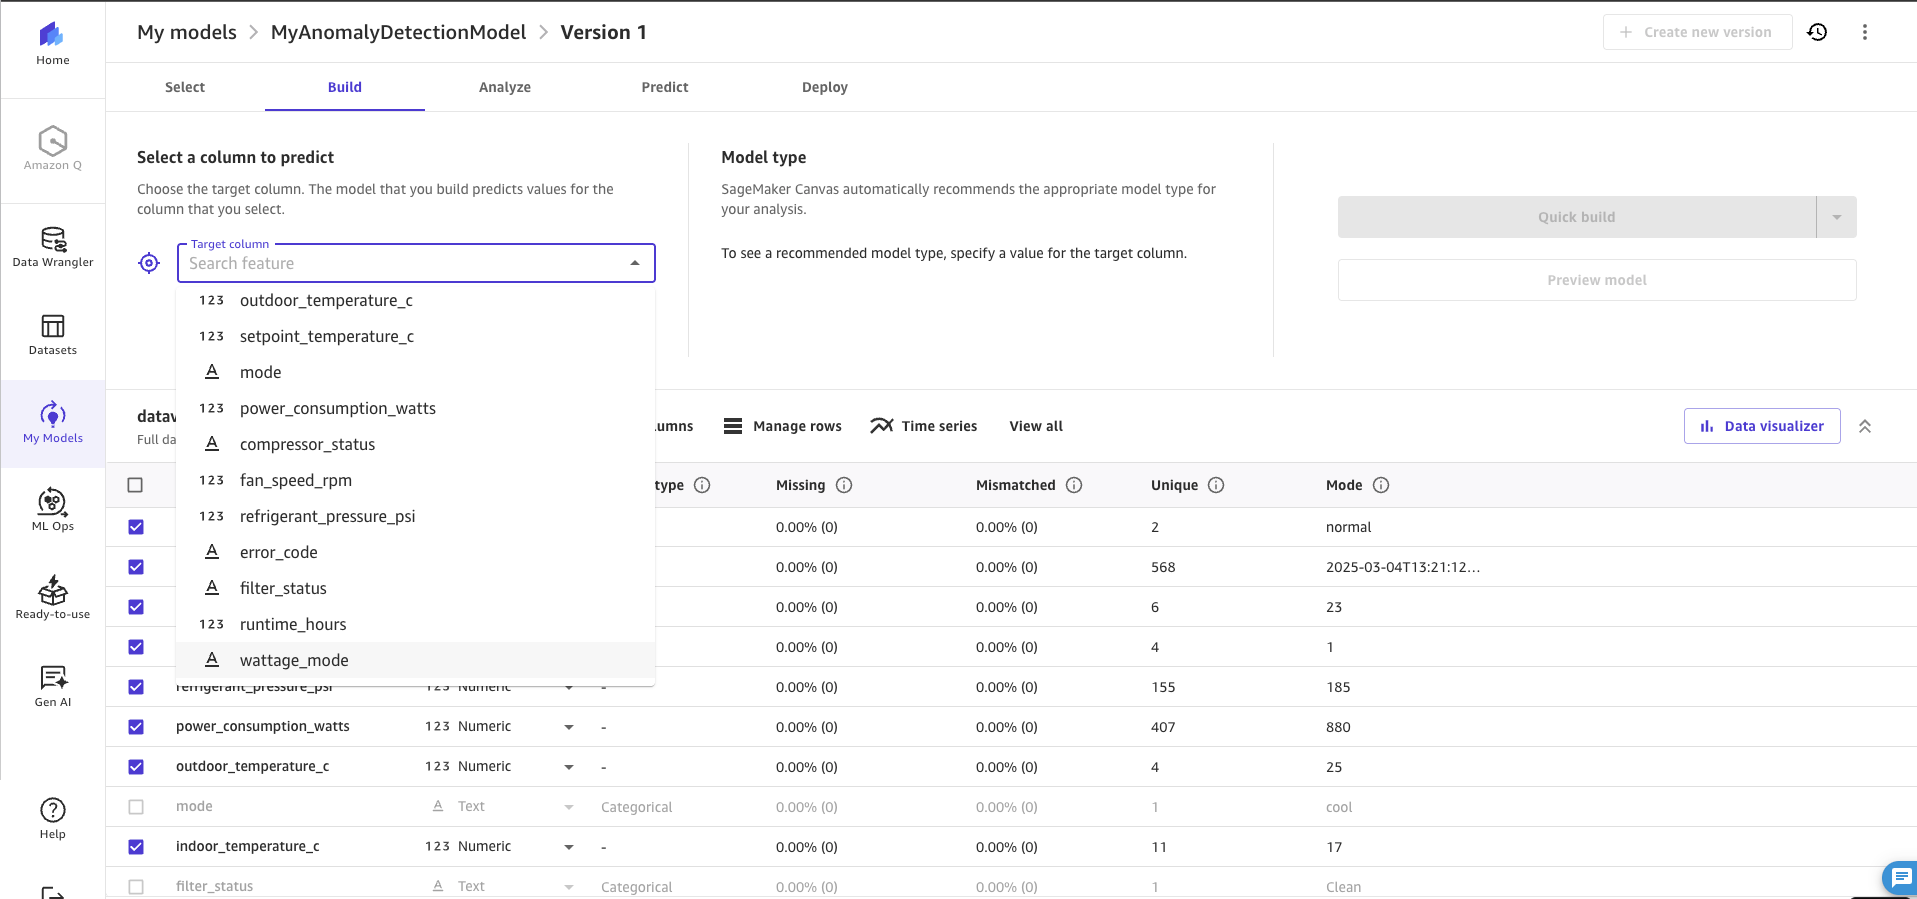 Home
Amazon Q
Data Wrangler
Datasets
My Models
ML Ops
Ready-to-use
Gen AI
Help
My models > MyAnomalyDetectionModel > Version 1
+ Create new version
Select Build Analyze Predict Deploy
Select a column to predict
Choose the target column. The model that you build predicts values for the
column that you select.
Target column
Search feature
123 outdoor_temperature_c
123 setpoint_temperature_c
A mode
123 power_consumption_watts
A compressor_status
123 fan_speed_rpm
123 refrigerant_pressure_psi
A error_code
A filter_status
123 runtime_hours
A wattage_mode
Model type
SageMaker Canvas automatically recommends the appropriate model type for
your analysis.
To see a recommended model type, specify a value for the target column.
Quick build
Preview model
Manage rows Time series View all
Data visualizer
Full
type Missing Mismatched Unique Mode
0.00% (0) 0.00% (0) 2 normal
0.00% (0) 0.00% (0) 568 2025-03-04T13:21:12...
0.00% (0) 0.00% (0) 6 23
0.00% (0) 0.00% (0) 4 1
refrigerant_pressure_psi 123 Numeric - 0.00% (0) 0.00% (0) 155 185
power_consumption_watts 123 Numeric - 0.00% (0) 0.00% (0) 407 880
outdoor_temperature_c 123 Numeric - 0.00% (0) 0.00% (0) 4 25
mode A Text Categorical 0.00% (0) 0.00% (0) 1 cool
indoor_temperature_c 123 Numeric - 0.00% (0) 0.00% (0) 11 17
filter_status A Text Categorical 0.00% (0) 0.00% (0) 1 Clean